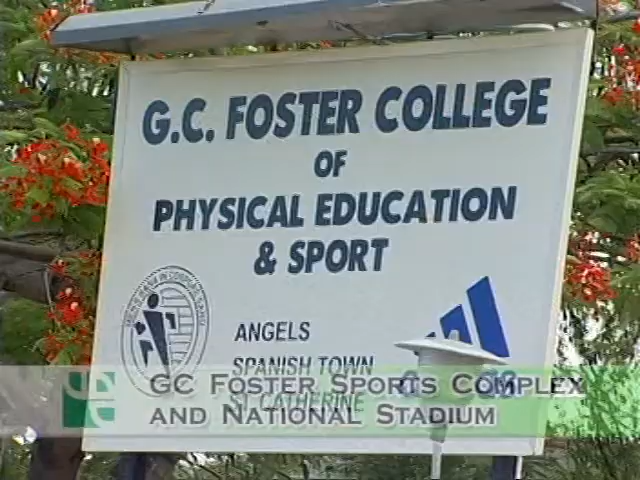 G.C. FOSTER COLLEGE
OF
PHYSICAL EDUCATION
& SPORT
ANGELS
SPANISH TOWN
ST. CATHERINE
GC FOSTER SPORTS COMPLEX
AND NATIONAL STADIUM